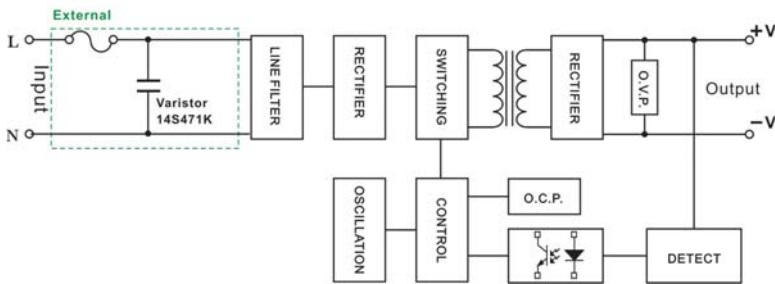 External
L
Input
N
Varistor
14S471K
LINE FILTER
RECTIFIER
SWITCHING
RECTIFIER
O.V.P.
+V
Output
-V
OSCILLATION
CONTROL
O.C.P.
DETECT